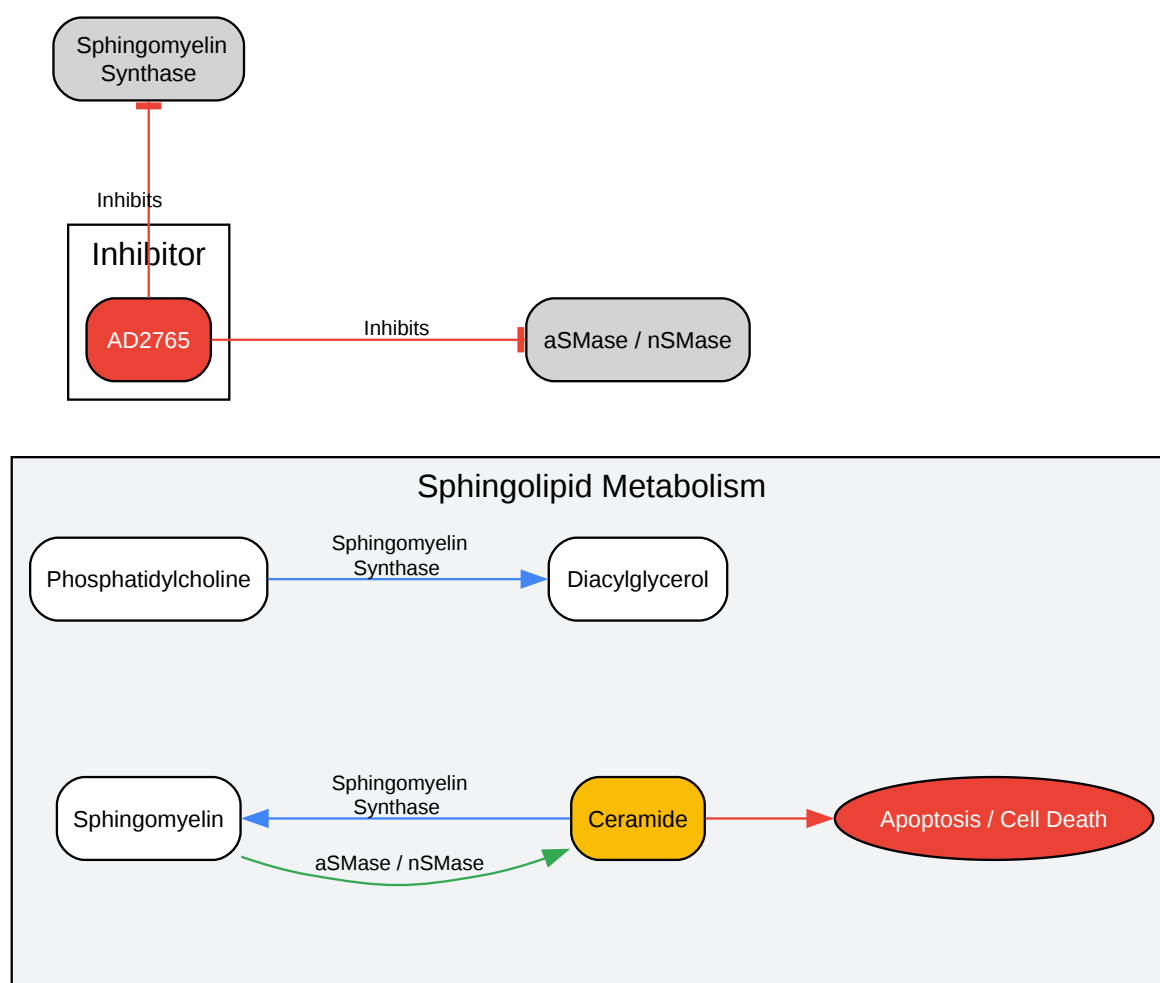 Sphingomyelin
Synthase
Inhibits
Inhibitor
AD2765
Inhibits
aSMase / nSMase
Sphingolipid Metabolism
Phosphatidylcholine
Sphingomyelin
Synthase
Diacylglycerol
Sphingomyelin
Sphingomyelin
Synthase
aSMase / nSMase
Ceramide
Apoptosis / Cell Death